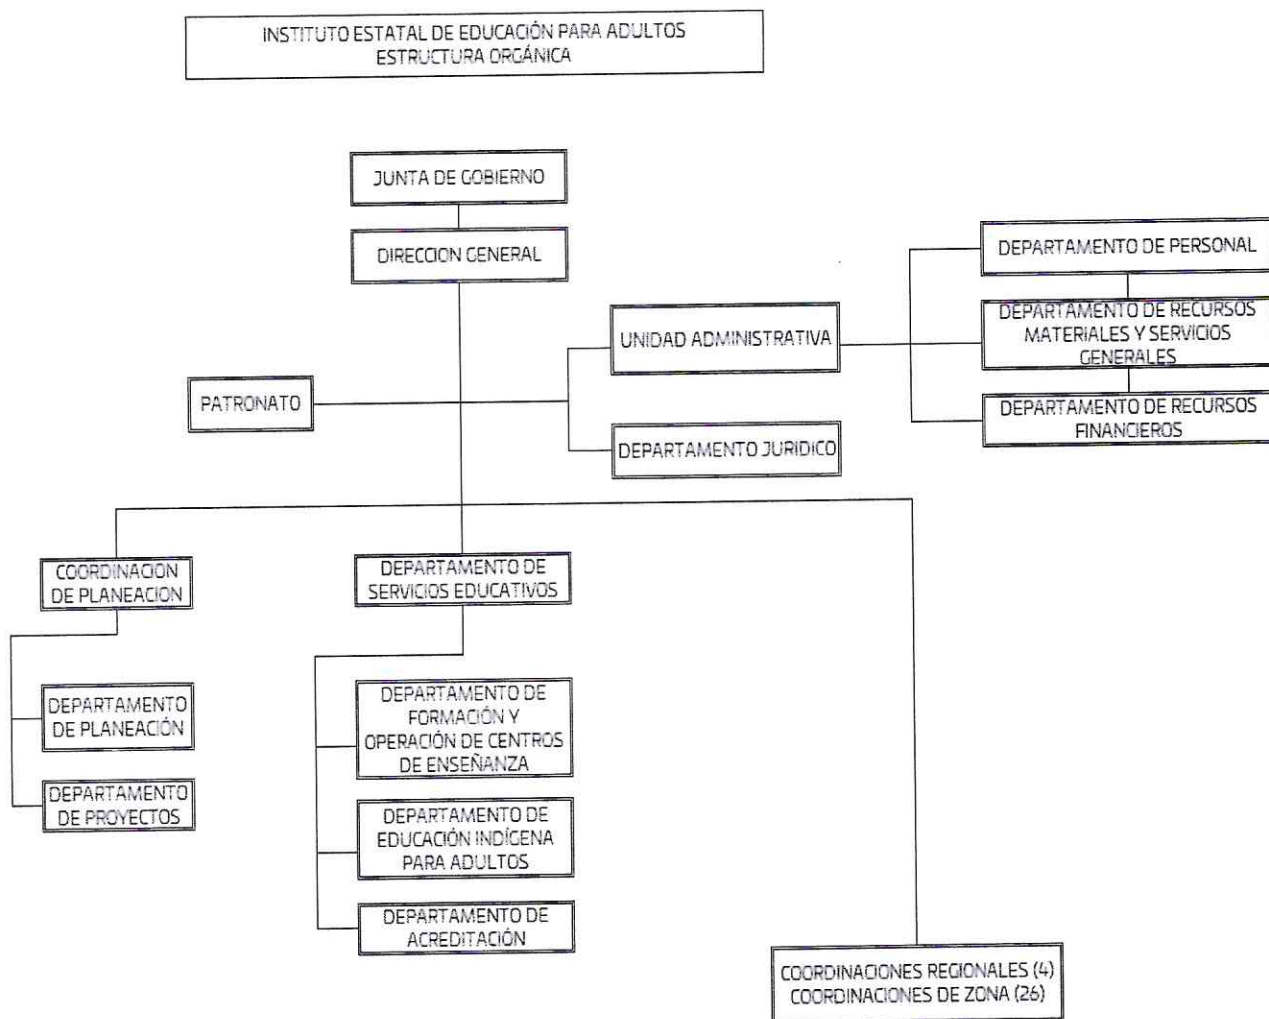 INSTITUTO ESTATAL DE EDUCACIÓN PARA ADULTOS
ESTRUCTURA ORGÁNICA
JUNTA DE GOBIERNO
DIRECCION GENERAL
DEPARTAMENTO DE PERSONAL
UNIDAD ADMINISTRATIVA
DEPARTAMENTO DE RECURSOS
MATERIALES Y SERVICIOS
GENERALES
PATRONATO
DEPARTAMENTO DE RECURSOS
FINANCIEROS
DEPARTAMENTO JURIDICO
COORDINACION
DE PLANEACION
DEPARTAMENTO DE
SERVICIOS EDUCATIVOS
DEPARTAMENTO
DE PLANEACIÓN
DEPARTAMENTO DE
FORMACIÓN Y
OPERACIÓN DE CENTROS
DE ENSEÑANZA
DEPARTAMENTO
DE PROYECTOS
DEPARTAMENTO DE
EDUCACIÓN INDÍGENA
PARA ADULTOS
DEPARTAMENTO DE
ACREDITACIÓN
COORDINACIONES REGIONALES (4)
COORDINACIONES DE ZONA (26)